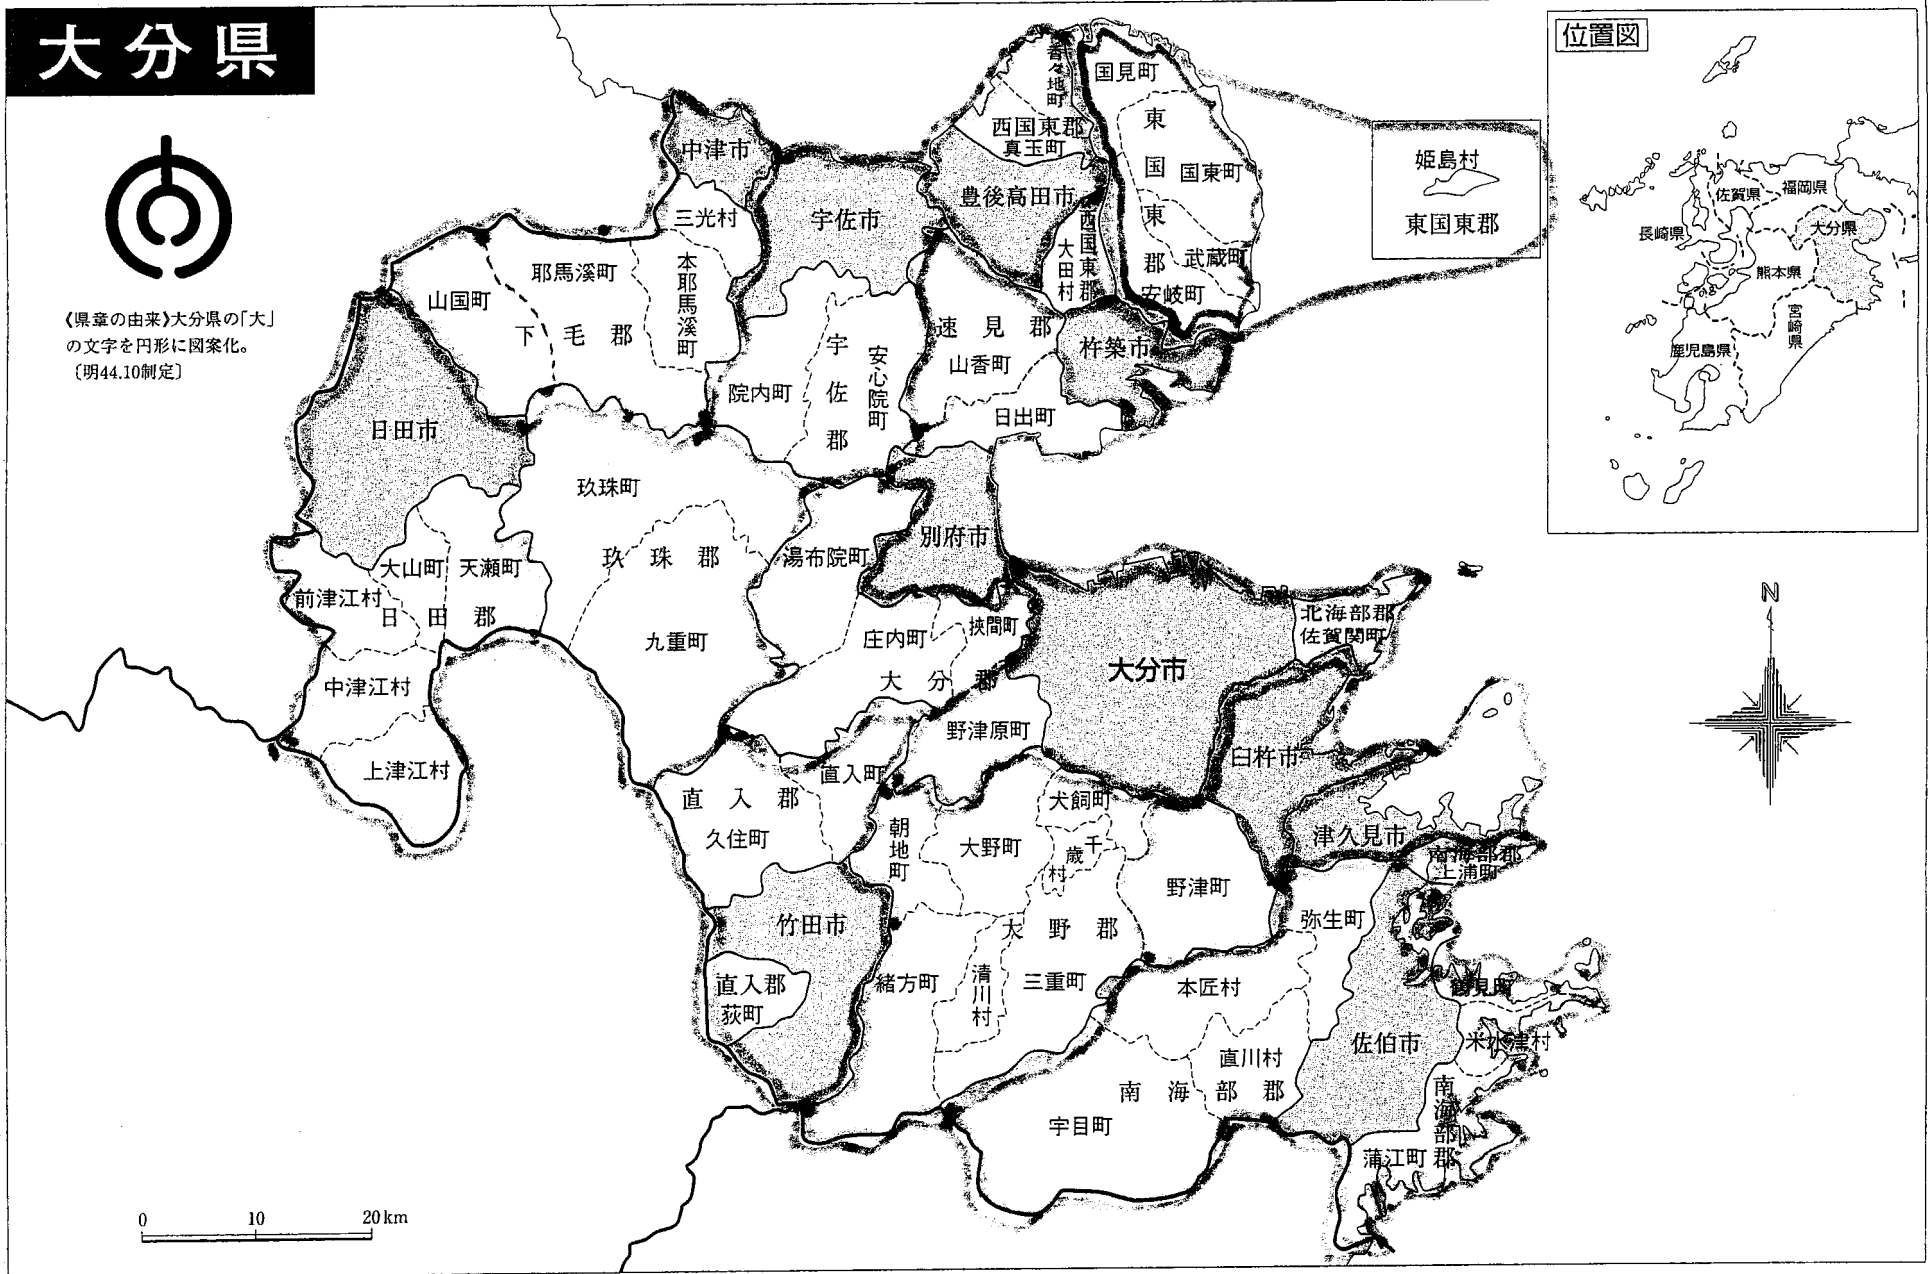 大分県
《県章の由来》大分県の「大」
の文字を円形に図案化。
〔明44.10制定〕
位置図
福岡県
佐賀県
長崎県
大分県
熊本県
宮崎県
鹿児島県
姫島村
東国東郡
香々地町
国見町
西国東郡
真玉町
東国東郡
国東町
中津市
豊後高田市
宇佐市
三光村
西国東郡
大田村
武蔵町
安岐町
耶馬溪町
本耶馬溪町
山国町
下毛郡
速見郡
山香町
杵築市
宇佐郡
安心院町
院内町
日出町
日田市
玖珠町
別府市
玖珠郡
湯布院町
大山町
天瀬町
前津江村
日田郡
九重町
庄内町
挾間町
大分郡
北海部郡
佐賀関町
大分市
中津江村
上津江村
野津原町
臼杵市
直入町
直入郡
久住町
犬飼町
朝地町
大野町
千歳村
津久見市
南海部郡
上浦町
野津町
竹田市
大野郡
弥生町
直入郡
荻町
緒方町
清川村
三重町
本匠村
鶴見町
佐伯市
米水津村
直川村
南海部郡
宇目町
南海部郡
蒲江町
N
0 10 20km